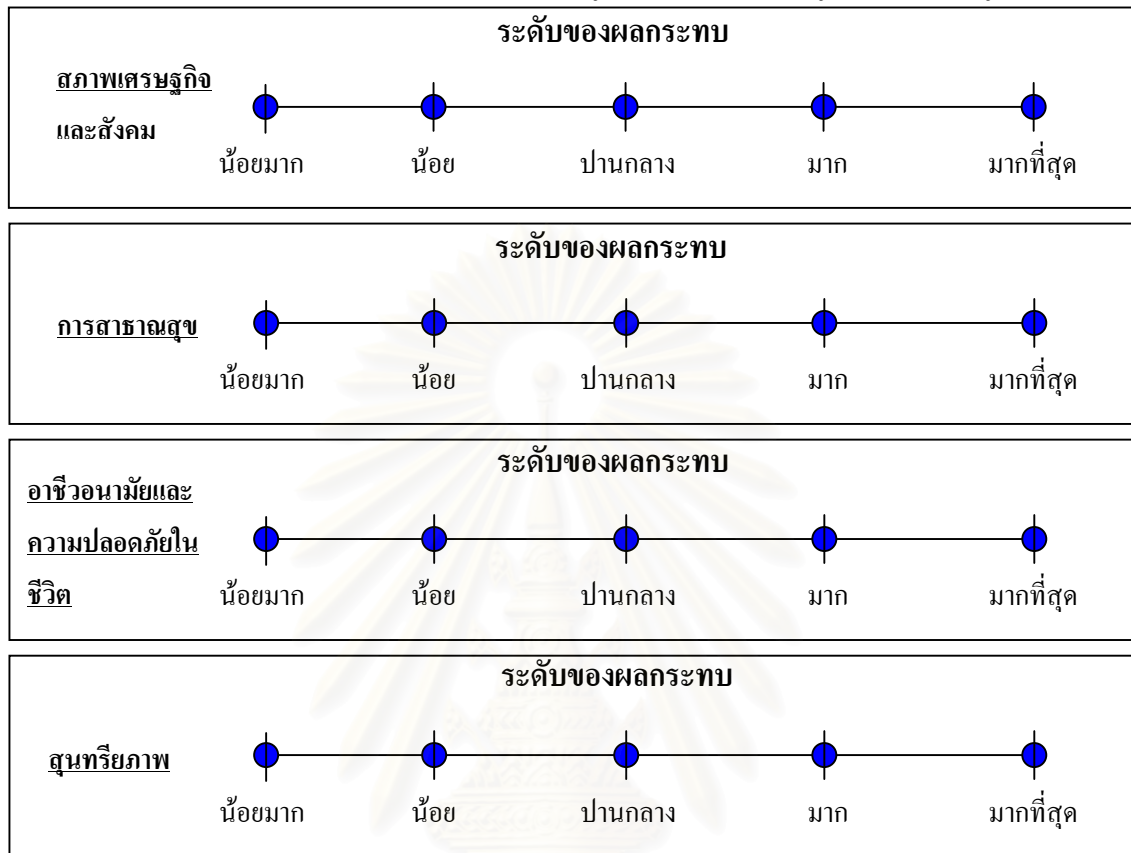 ระดับของผลกระทบ
สภาพเศรษฐกิจ
และสังคม
น้อยมาก น้อย ปานกลาง มาก มากที่สุด
ระดับของผลกระทบ
การสาธาณสุข
น้อยมาก น้อย ปานกลาง มาก มากที่สุด
ระดับของผลกระทบ
อาชีวอนามัยและ
ความปลอดภัยใน
ชีวิต
น้อยมาก น้อย ปานกลาง มาก มากที่สุด
ระดับของผลกระทบ
สุนทรียภาพ
น้อยมาก น้อย ปานกลาง มาก มากที่สุด